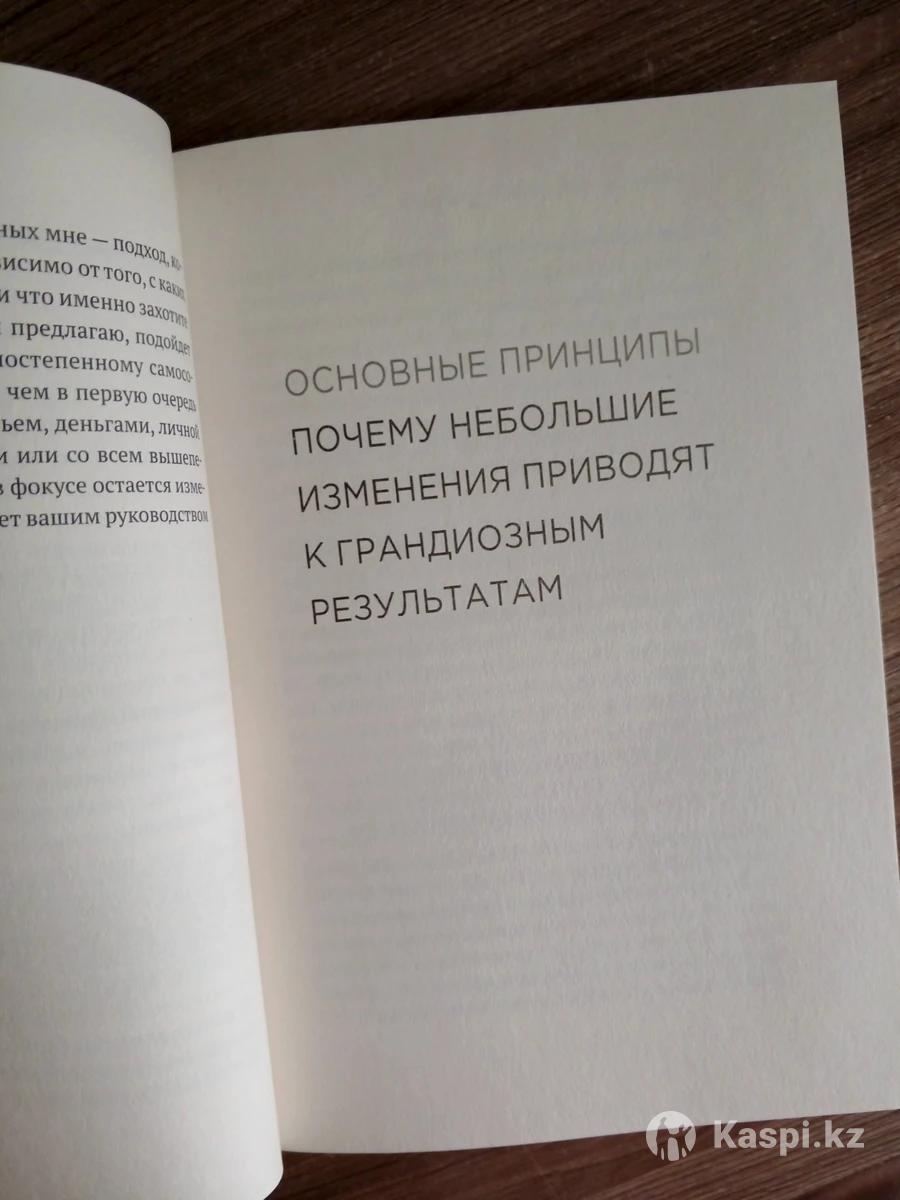 ных мне — подход, ко-
висимо от того, с каких
и что именно захотите
предлагаю, подойдет
постепенному самосо-
чем в первую очередь
ьем, деньгами, личной
и или со всем вышепе-
в фокусе остается изме-
ет вашим руководством
ОСНОВНЫЕ ПРИНЦИПЫ
ПОЧЕМУ НЕБОЛЬШИЕ
ИЗМЕНЕНИЯ ПРИВОДЯТ
К ГРАНДИОЗНЫМ
РЕЗУЛЬТАТАМ
Kaspi.kz